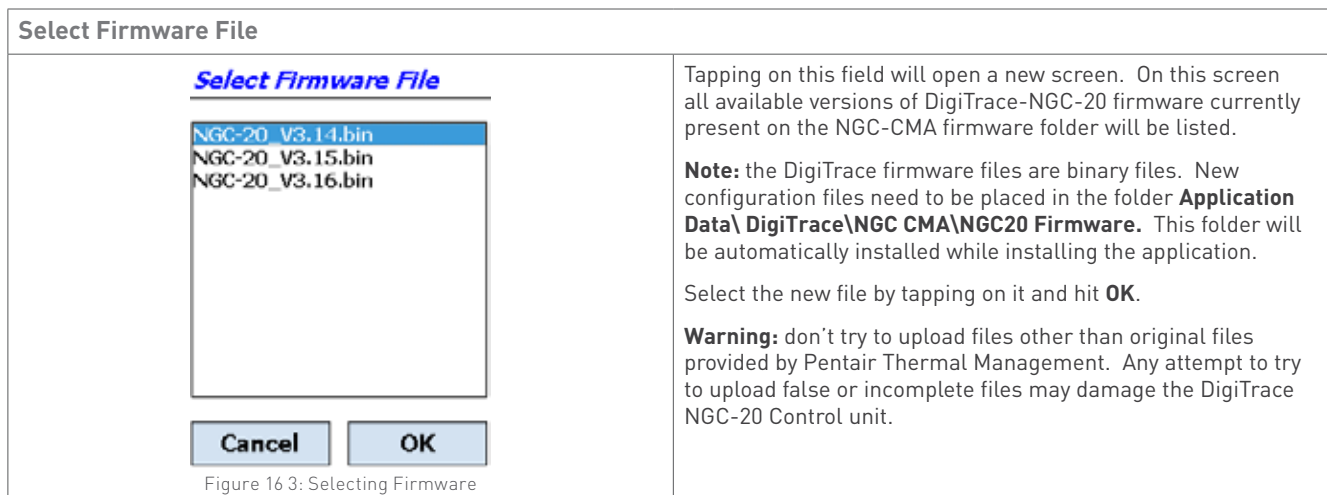 Select Firmware File
Select Firmware File
NGC-20_V3.14.bin
NGC-20_V3.15.bin
NGC-20_V3.16.bin
Cancel
OK
Figure 16 3: Selecting Firmware
Tapping on this field will open a new screen. On this screen
all available versions of DigiTrace-NGC-20 firmware currently
present on the NGC-CMA firmware folder will be listed.
Note: the DigiTrace firmware files are binary files. New
configuration files need to be placed in the folder Application
Data\ DigiTrace\NGC CMA\NGC20 Firmware. This folder will
be automatically installed while installing the application.
Select the new file by tapping on it and hit OK.
Warning: don't try to upload files other than original files
provided by Pentair Thermal Management. Any attempt to try
to upload false or incomplete files may damage the DigiTrace
NGC-20 Control unit.